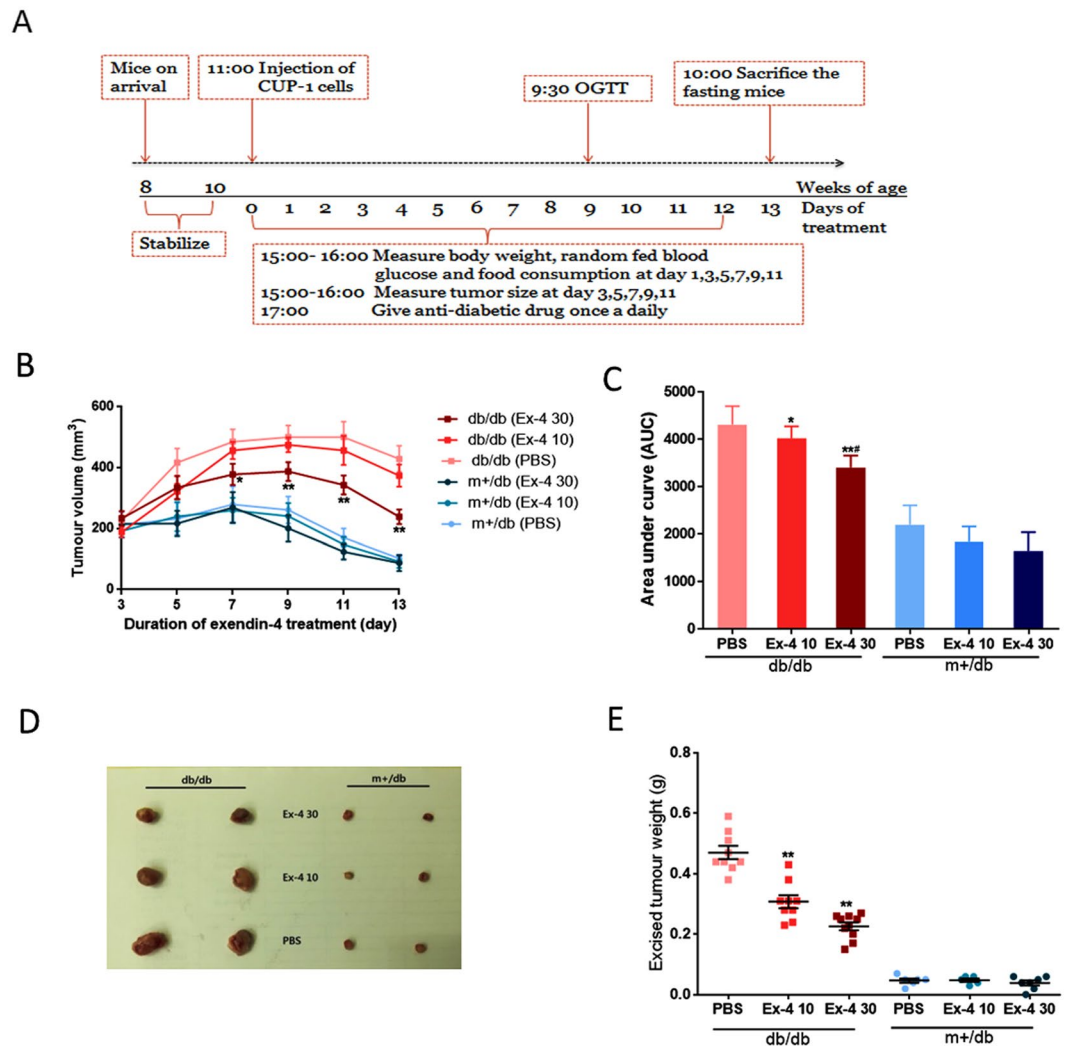 A
Mice on
arrival
11:00 Injection of
CUP-1 cells
9:30 OGTT
10:00 Sacrifice the
fasting mice
8 10 Weeks of age
0 1 2 3 4 5 6 7 8 9 10 11 12 13 Days of
treatment
Stabilize
15:00- 16:00 Measure body weight, random fed blood
glucose and food consumption at day 1,3,5,7,9,11
15:00-16:00 Measure tumor size at day 3,5,7,9,11
17:00 Give anti-diabetic drug once a daily
B
Tumour volume (mm³)
600
400
200
0
3 5 7 9 11 13
Duration of exendin-4 treatment (day)
* ** ** **
db/db (Ex-4 30)
db/db (Ex-4 10)
db/db (PBS)
m+/db (Ex-4 30)
m+/db (Ex-4 10)
m+/db (PBS)
C
Area under curve (AUC)
5000
4000
3000
2000
1000
0
* **#
PBS Ex-4 10 Ex-4 30 PBS Ex-4 10 Ex-4 30
db/db m+/db
D
db/db m+/db
Ex-4 30
Ex-4 10
PBS
E
Excised tumour weight (g)
0.8
0.6
0.4
0.2
0.0
** **
PBS Ex-4 10 Ex-4 30 PBS Ex-4 10 Ex-4 30
db/db m+/db